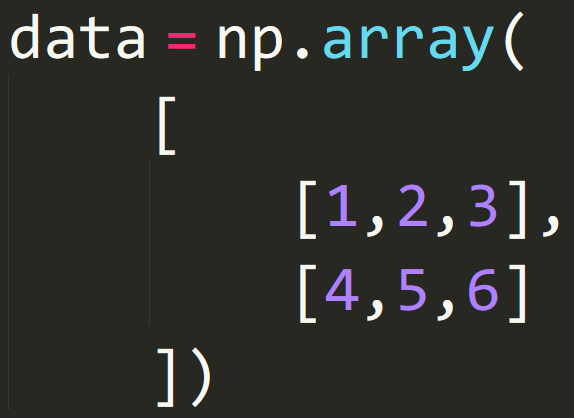 data = np.array(
    [
        [1,2,3],
        [4,5,6]
    ])